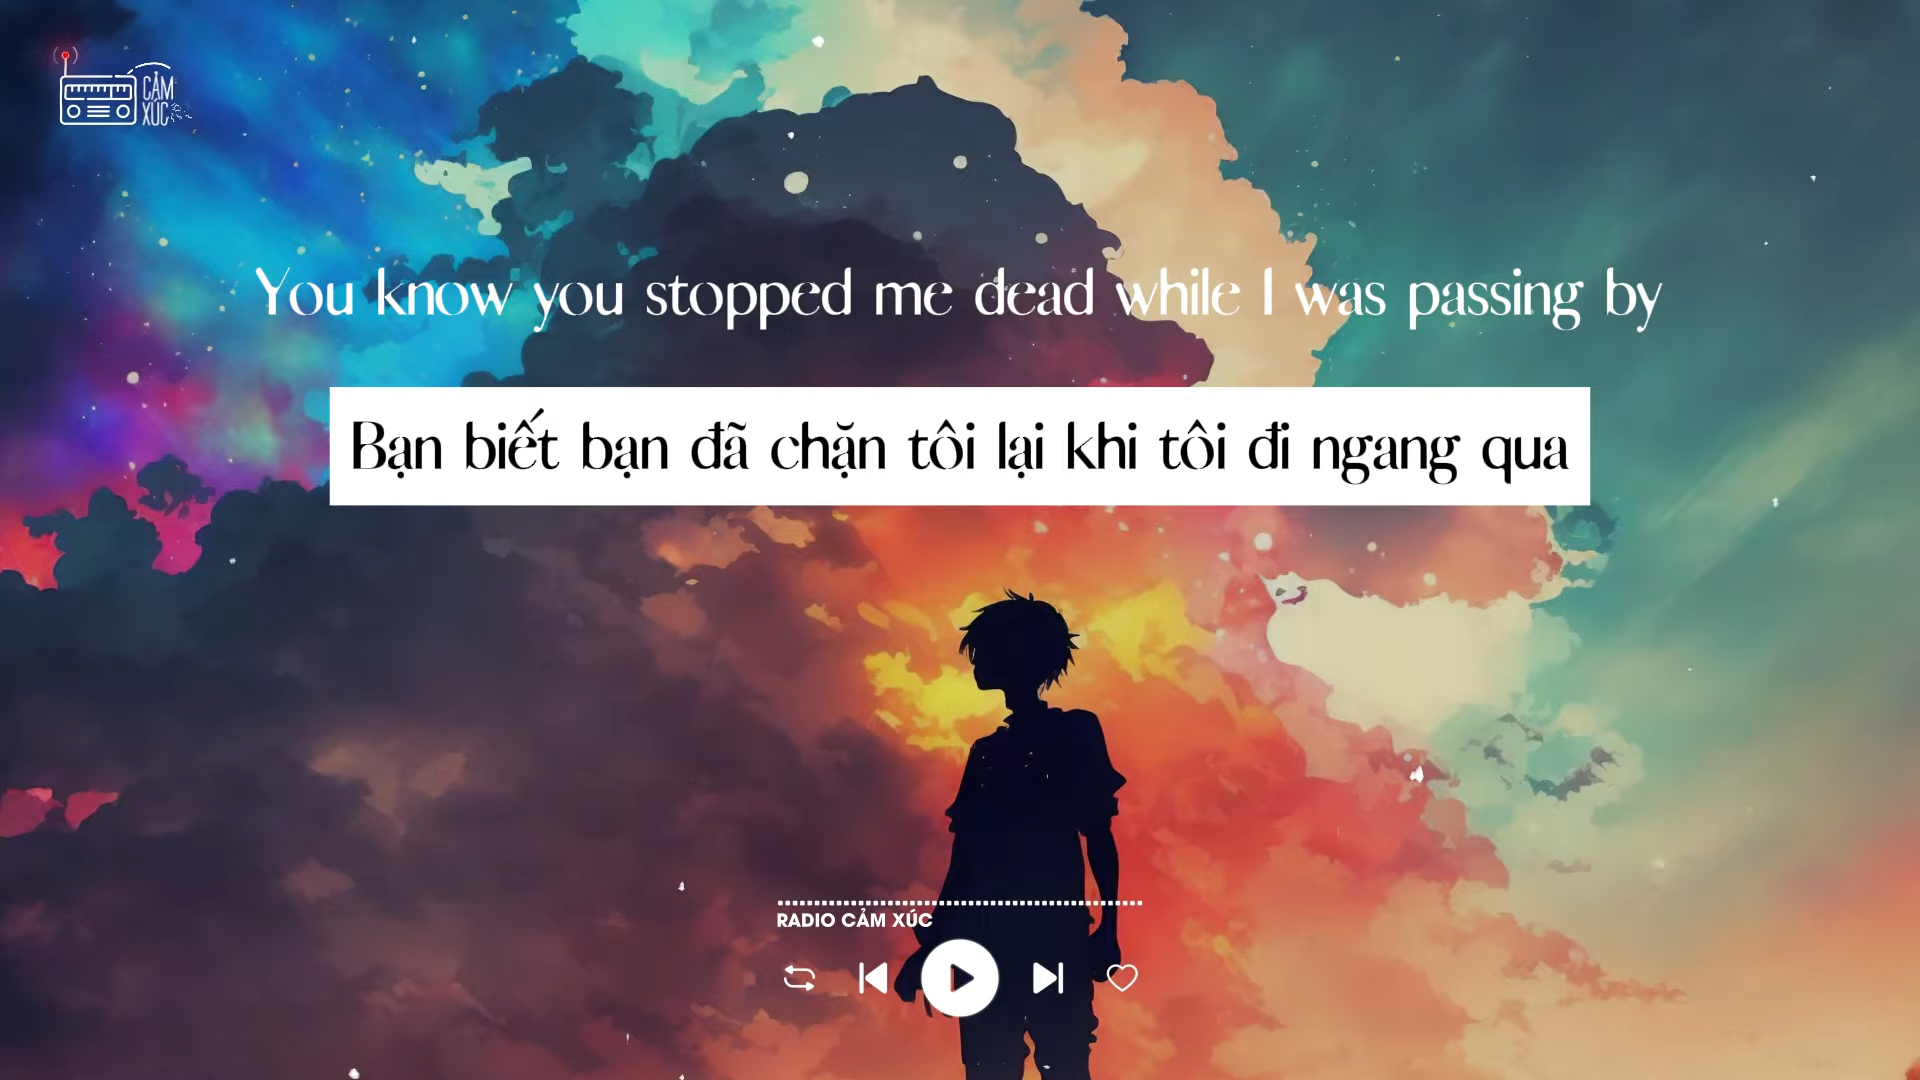 CẢM
XÚC
You know you stopped me dead while I was passing by
Bạn biết bạn đã chặn tôi lại khi tôi đi ngang qua
RADIO CẢM XÚC